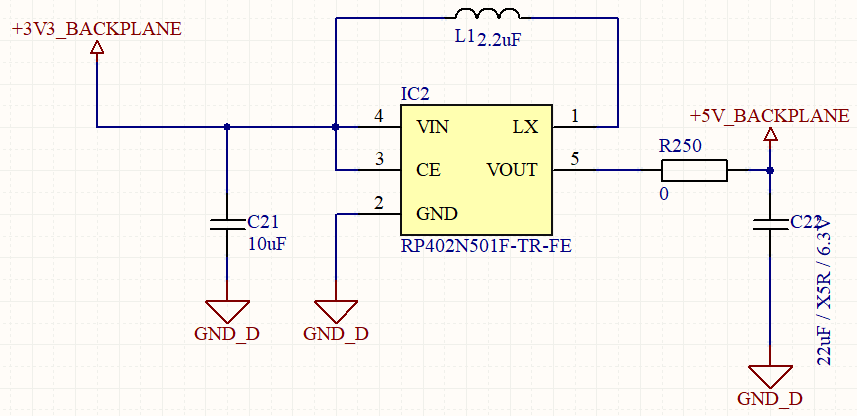 +3V3_BACKPLANE
L1
2.2uF
IC2
4
VIN
LX
1
+5V_BACKPLANE
3
CE
VOUT
5
R250
0
2
GND
C21
10uF
C22
22uF / X5R / 6.3V
RP402N501F-TR-FE
GND_D
GND_D
GND_D